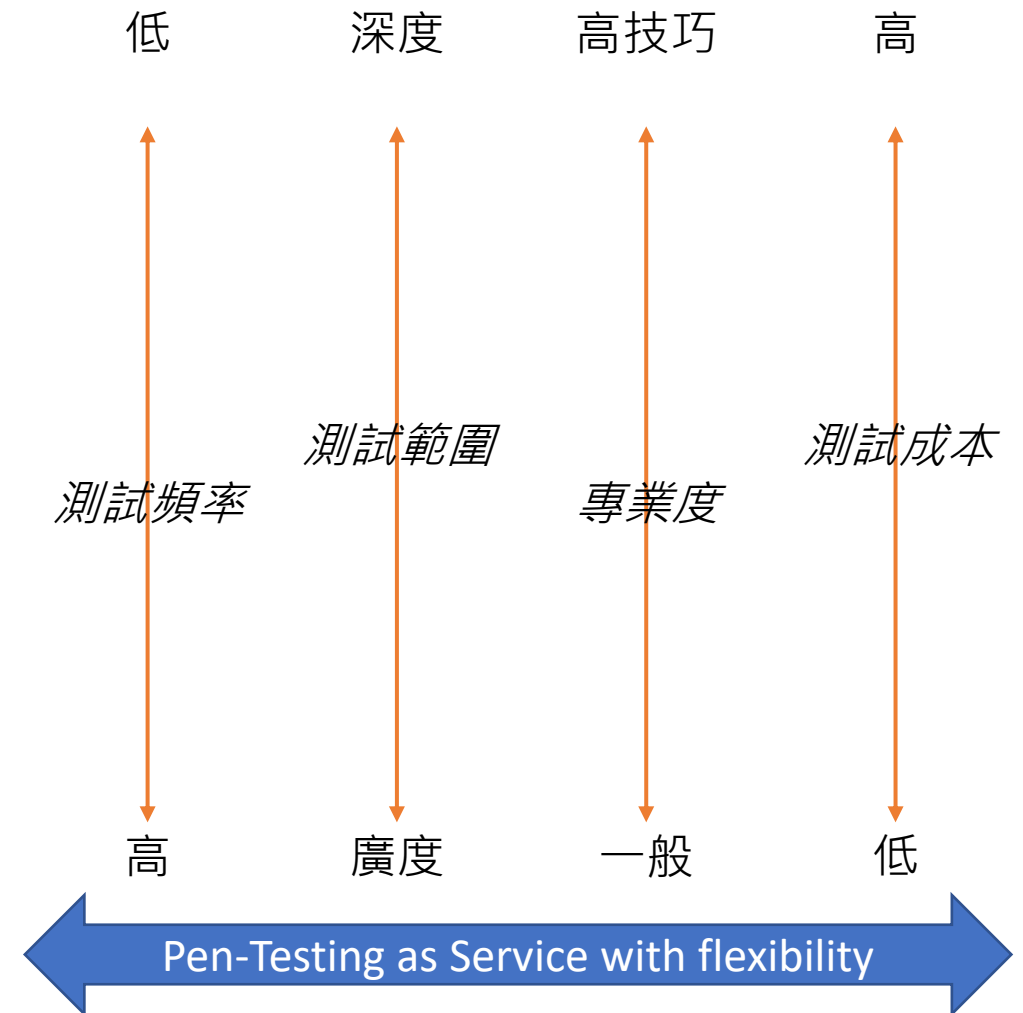 低
深度
高技巧
高
測試範圍
測試成本
測試頻率
專業度
高
廣度
一般
低
Pen-Testing as Service with flexibility